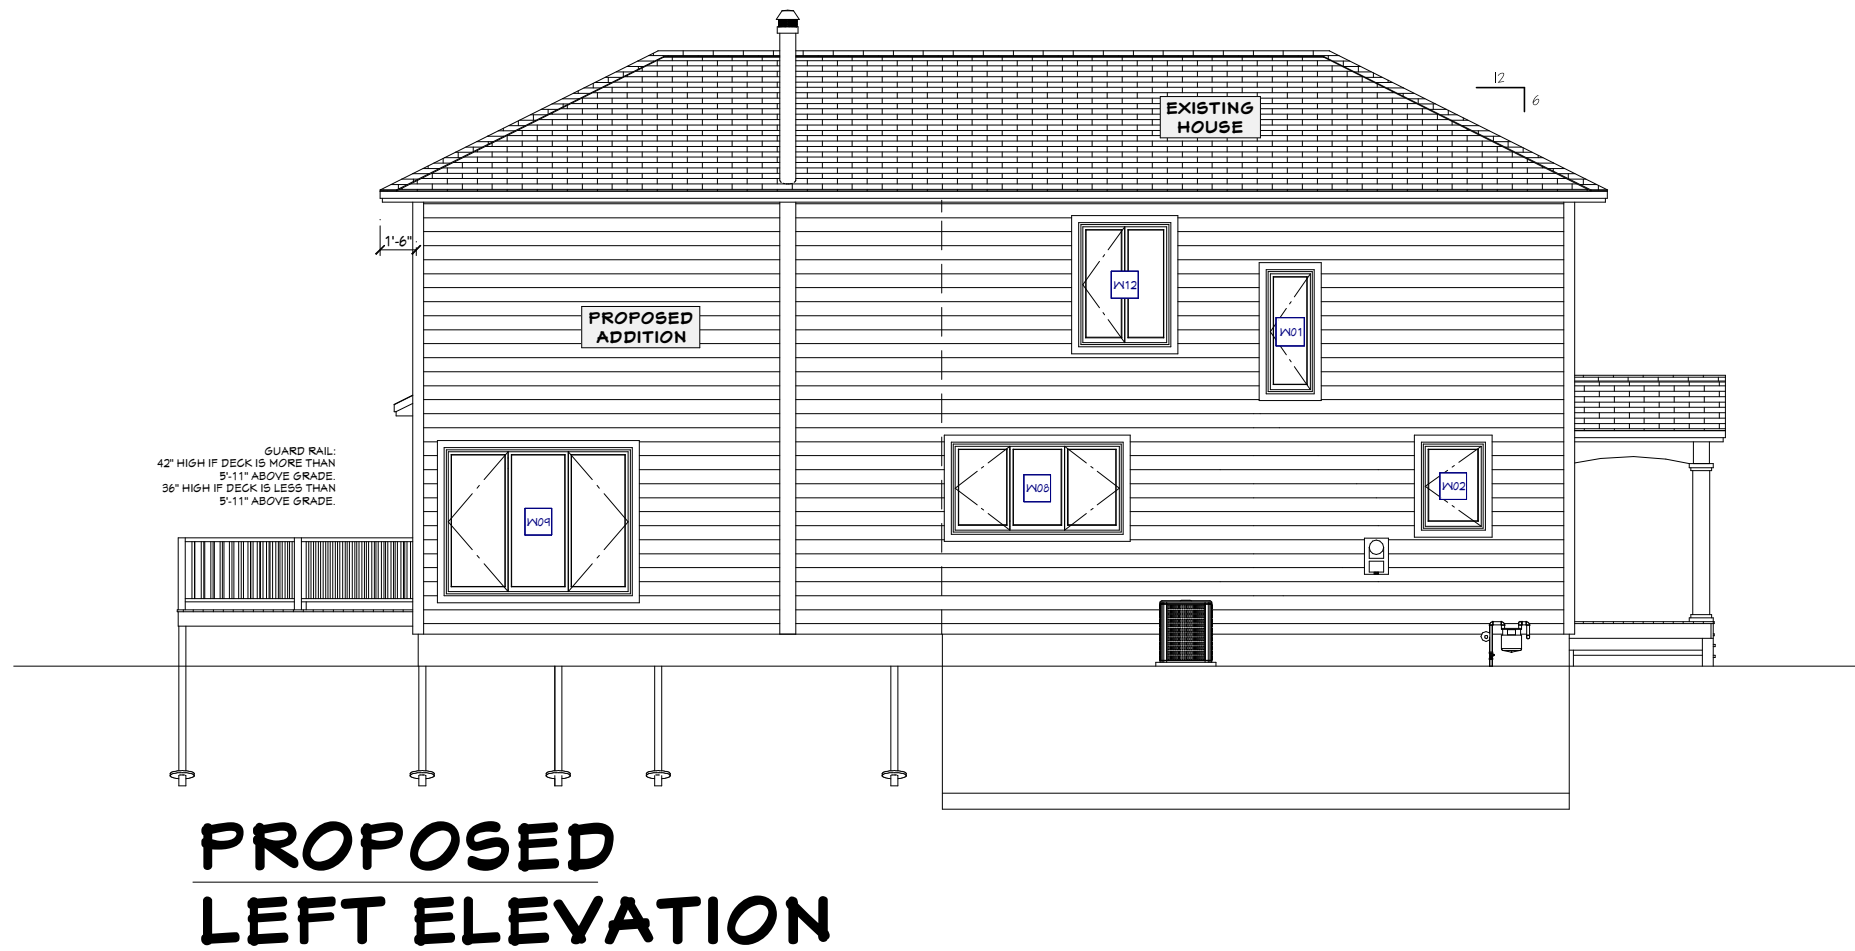 12
6
EXISTING
HOUSE
1'-6"
W12
PROPOSED
ADDITION
W01
GUARD RAIL:
42" HIGH IF DECK IS MORE THAN
5'-11" ABOVE GRADE.
36" HIGH IF DECK IS LESS THAN
5'-11" ABOVE GRADE.
W09
W08
W02
PROPOSED
LEFT ELEVATION